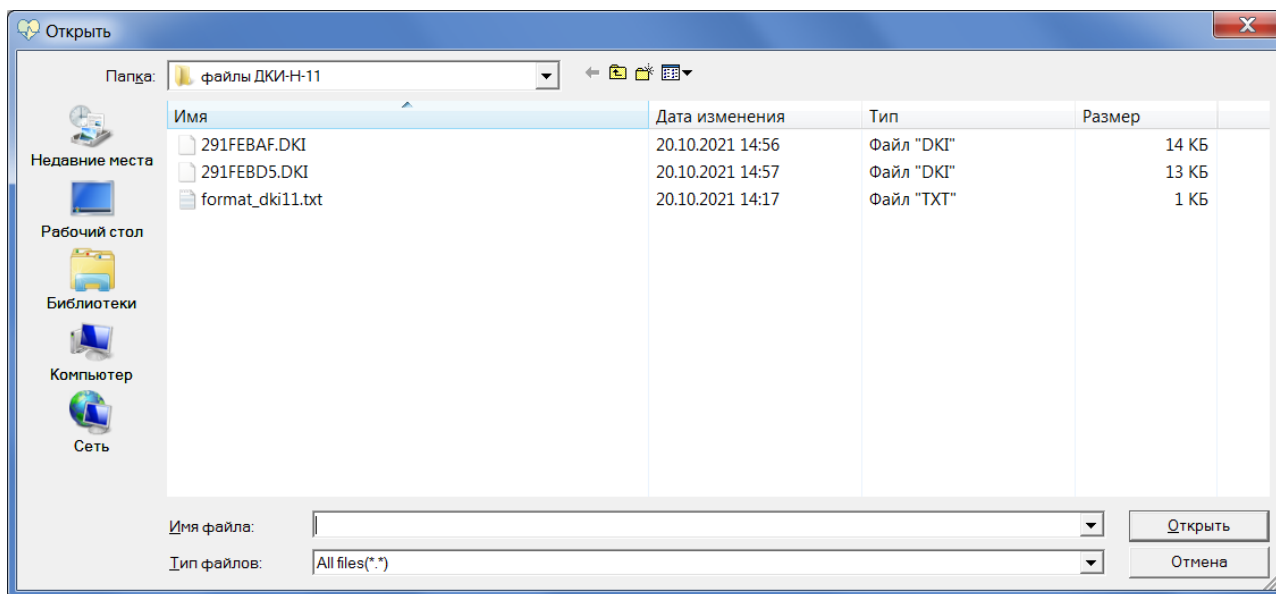 Открыть
Папка: файлы ДКИ-Н-11
Имя Дата изменения Тип Размер
291FEBAF.DKI 20.10.2021 14:56 Файл "DKI" 14 КБ
291FEBD5.DKI 20.10.2021 14:57 Файл "DKI" 13 КБ
format_dki11.txt 20.10.2021 14:17 Файл "TXT" 1 КБ
Недавние места
Рабочий стол
Библиотеки
Компьютер
Сеть
Имя файла: Открыть
Тип файлов: All files(*.*) Отмена